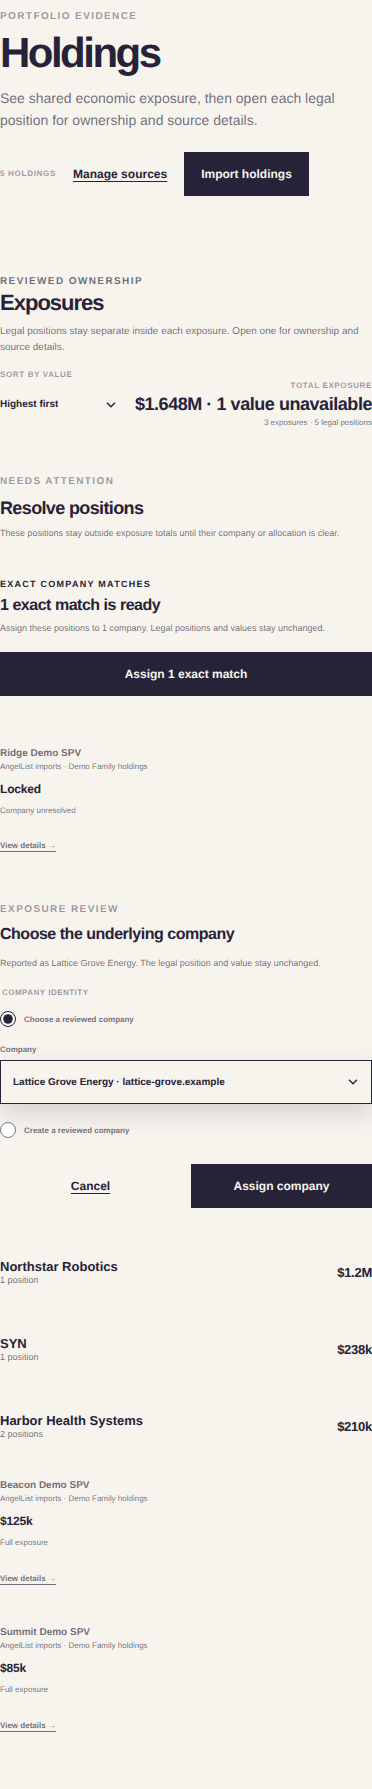 PORTFOLIO EVIDENCE
Holdings
See shared economic exposure, then open each legal
position for ownership and source details.
5 HOLDINGS
Manage sources
Import holdings
REVIEWED OWNERSHIP
Exposures
Legal positions stay separate inside each exposure. Open one for ownership and
source details.
SORT BY VALUE
Highest first
TOTAL EXPOSURE
$1.648M · 1 value unavailable
3 exposures · 5 legal positions
NEEDS ATTENTION
Resolve positions
These positions stay outside exposure totals until their company or allocation is clear.
EXACT COMPANY MATCHES
1 exact match is ready
Assign these positions to 1 company. Legal positions and values stay unchanged.
Assign 1 exact match
Ridge Demo SPV
AngelList imports · Demo Family holdings
Locked
Company unresolved
View details →
EXPOSURE REVIEW
Choose the underlying company
Reported as Lattice Grove Energy. The legal position and value stay unchanged.
COMPANY IDENTITY
Choose a reviewed company
Company
Lattice Grove Energy · lattice-grove.example
Create a reviewed company
Cancel
Assign company
Northstar Robotics
1 position
$1.2M
SYN
1 position
$238k
Harbor Health Systems
2 positions
$210k
Beacon Demo SPV
AngelList imports · Demo Family holdings
$125k
Full exposure
View details →
Summit Demo SPV
AngelList imports · Demo Family holdings
$85k
Full exposure
View details →